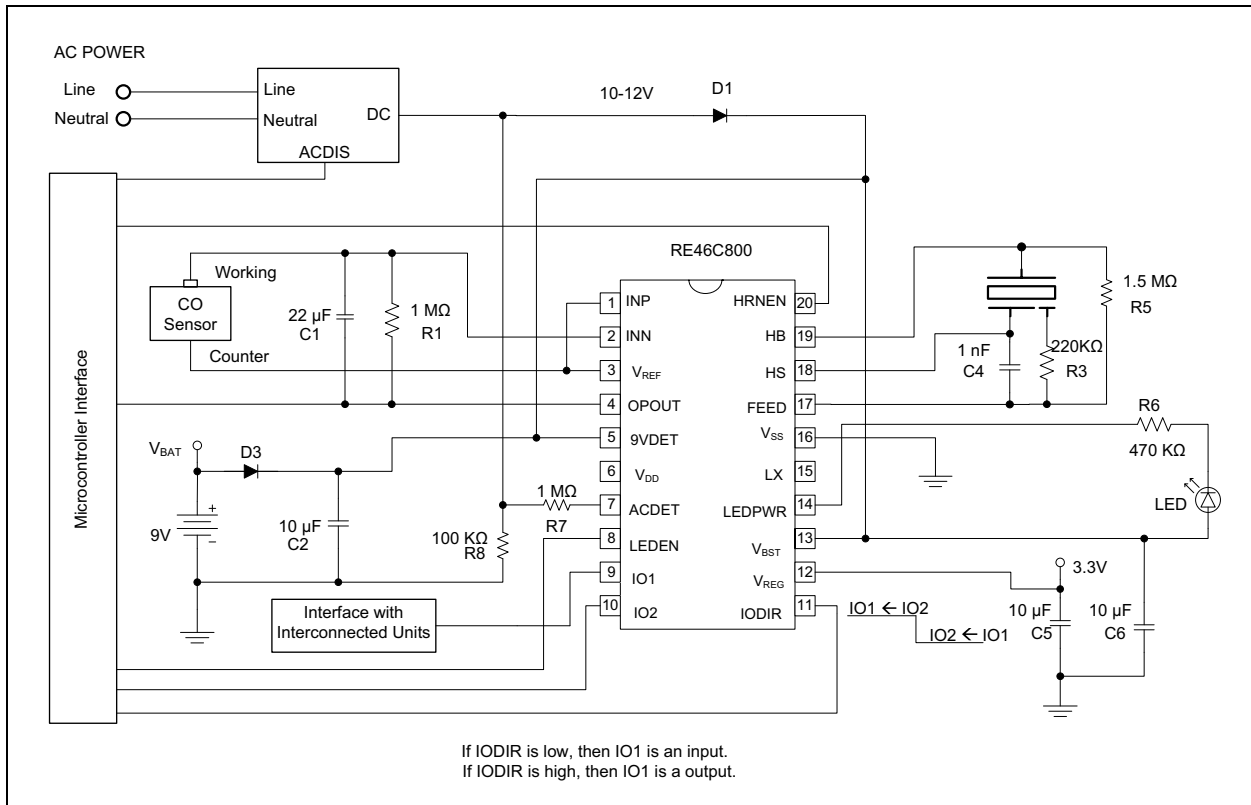 AC POWER
Line
Neutral
Line
Neutral
DC
ACDIS
10-12V
D1
Microcontroller Interface
Working
CO
Sensor
Counter
22 µF
C1
1 MΩ
R1
RE46C800
1 INP
2 INN
3 VREF
4 OPOUT
5 9VDET
6 VDD
7 ACDET
8 LEDEN
9 IO1
10 IO2
HRNEN 20
HB 19
HS 18
FEED 17
VSS 16
LX 15
LEDPWR 14
VBST 13
VREG 12
IODIR 11
1.5 MΩ
R5
1 nF
C4
220KΩ
R3
R6
470 KΩ
LED
VBAT
D3
+
9V
–
10 µF
C2
1 MΩ
R7
100 KΩ
R8
Interface with
Interconnected Units
3.3V
IO1 ← IO2
IO2 ← IO1
10 µF
C5
10 µF
C6
If IODIR is low, then IO1 is an input.
If IODIR is high, then IO1 is a output.